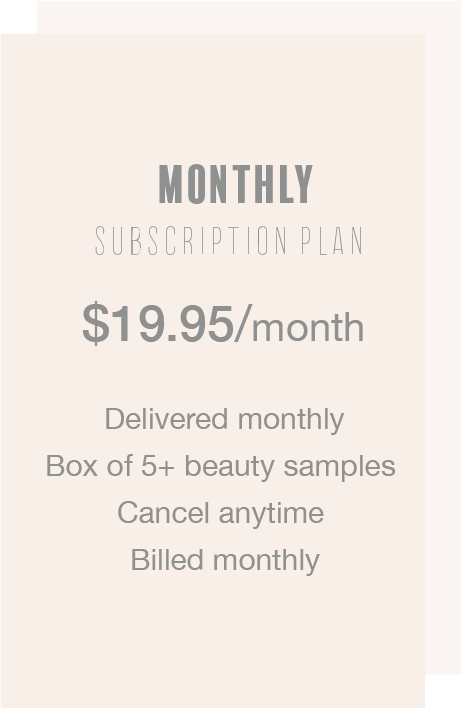 MONTHLY
SUBSCRIPTION PLAN
$19.95/month
Delivered monthly
Box of 5+ beauty samples
Cancel anytime
Billed monthly